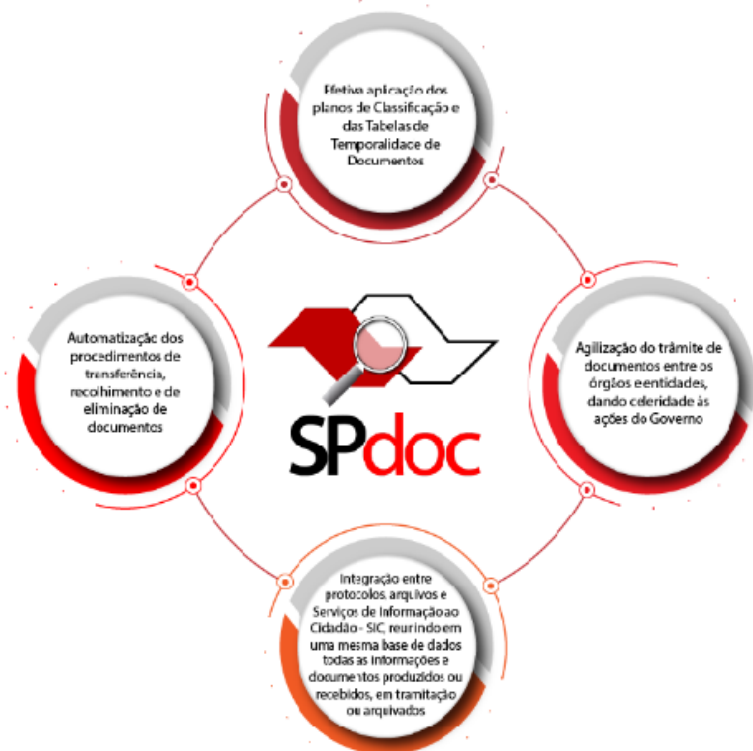 Efetiva aplicação dos
planos de Classificação e
das Tabelas de
Temporalidade de
Documentos
Automatização dos
procedimentos de
transferência,
recolhimento e de
eliminação de
documentos
SPdoc
Agilização do trâmite de
documentos entre os
órgãos e entidades,
dando celeridade às
ações do Governo
Integração entre
protocolos, arquivos e
Serviços de Informação ao
Cidadão - SIC, reunindo em
uma mesma base de dados
todas as informações e
documentos produzidos ou
recebidos, em tramitação
ou arquivados